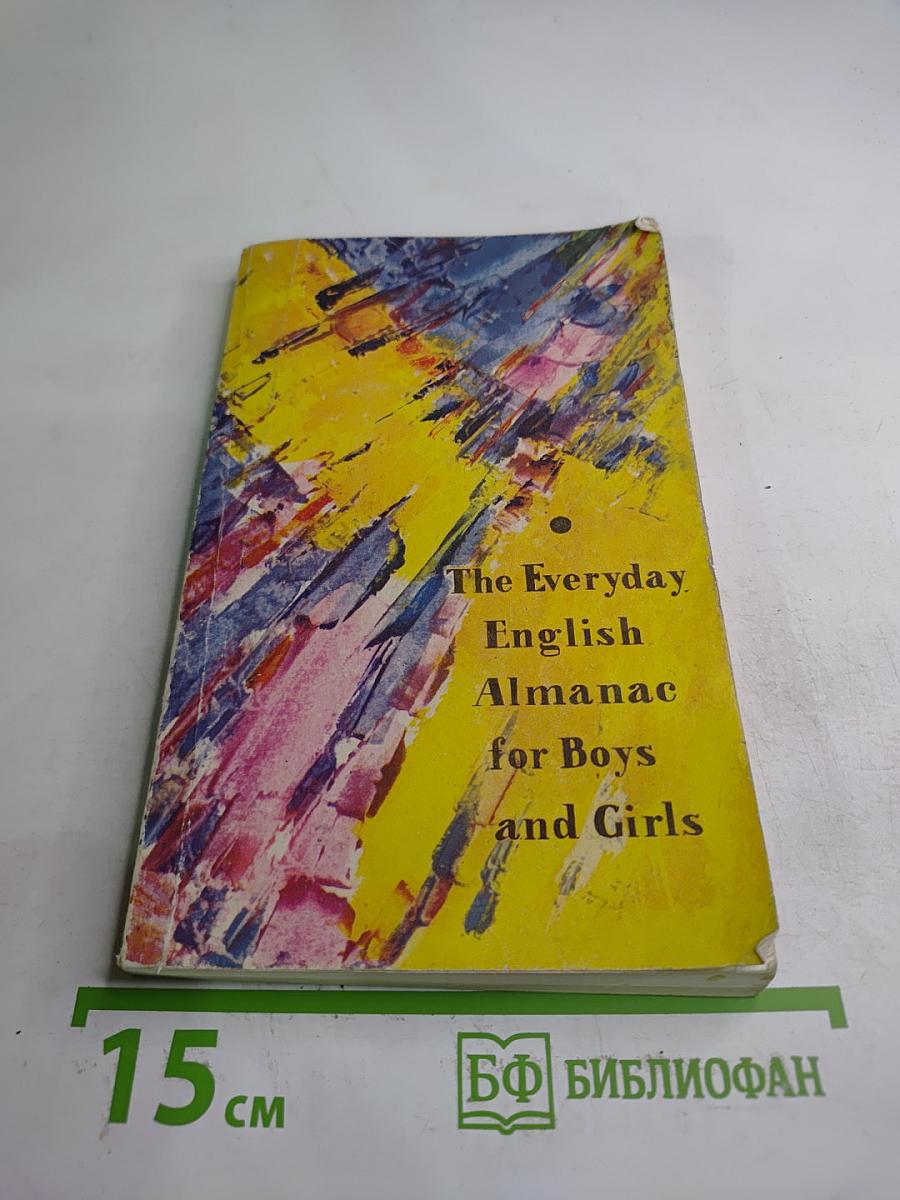 The Everyday
English
Almanac
for Boys
and Girls
15 см
БФ БИБЛИОФАН